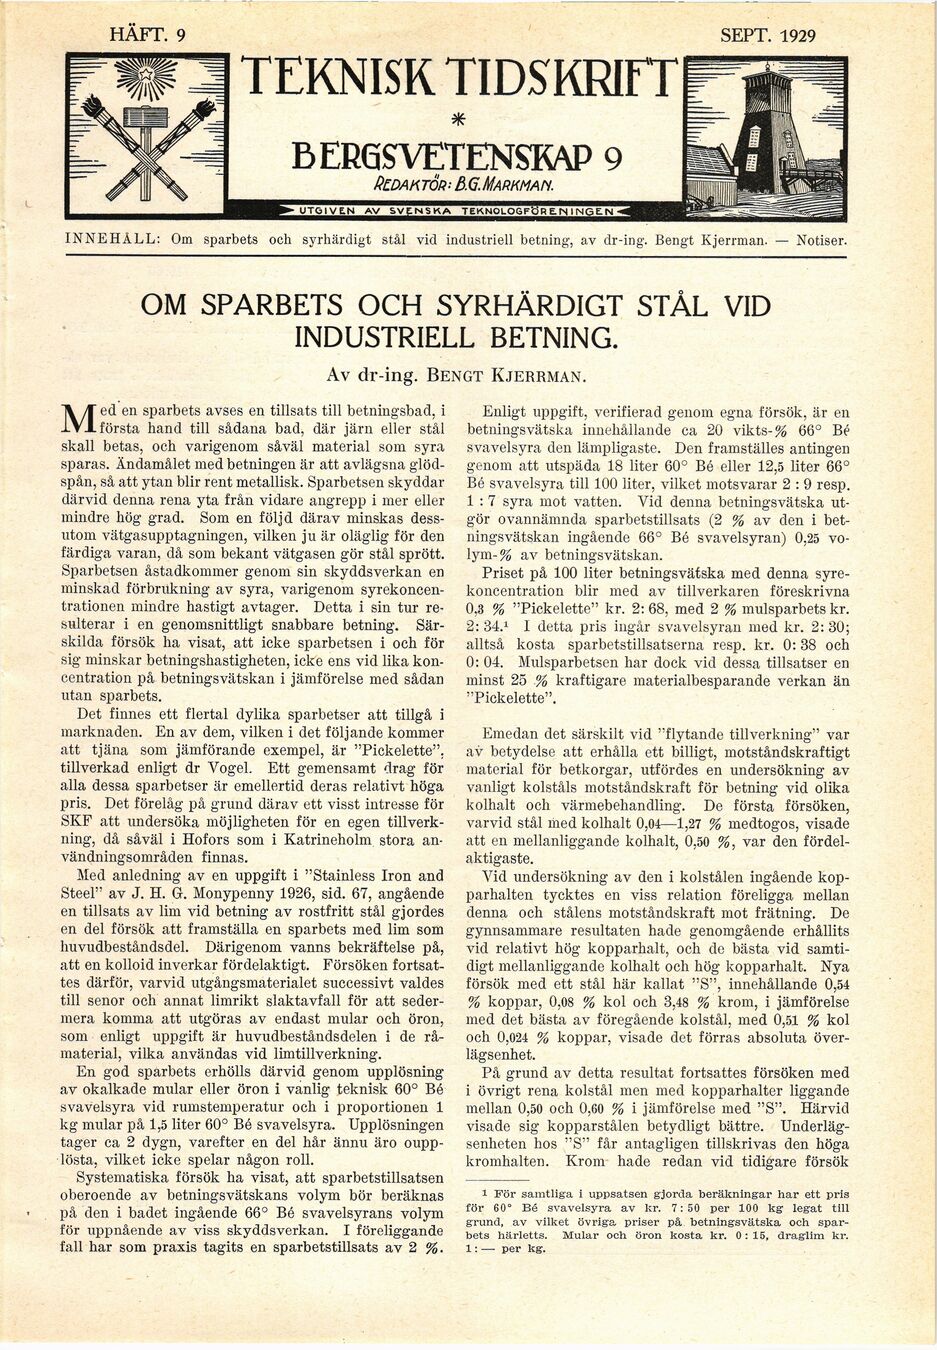 HÄFT. 9
SEPT. 1929
TEKNISK TIDSKRIFT
*
BERGSVETENSKAP 9
REDAKTÖR: B.G. MARKMAN.
UTGIVEN AV SVENSKA TEKNOLOGFÖRENINGEN
INNEHÅLL: Om sparbets och syrhärdigt stål vid industriell betning, av dr-ing. Bengt Kjerrman. — Notiser.
OM SPARBETS OCH SYRHÄRDIGT STÅL VID
INDUSTRIELL BETNING.
Av dr-ing. BENGT KJERRMAN.
Med en sparbets avses en tillsats till betningsbad, i
första hand till sådana bad, där järn eller stål
skall betas, och varigenom såväl material som syra
sparas. Ändamålet med betningen är att avlägsna glöd-
spån, så att ytan blir rent metallisk. Sparbetsen skyddar
därvid denna rena yta från vidare angrepp i mer eller
mindre hög grad. Som en följd därav minskas dess-
utom vätgasupptagningen, vilken ju är oläglig för den
färdiga varan, då som bekant vätgasen gör stål sprött.
Sparbetsen åstadkommer genom sin skyddsverkan en
minskad förbrukning av syra, varigenom syrekoncen-
trationen mindre hastigt avtager. Detta i sin tur re-
sulterar i en genomsnittligt snabbare betning. Sär-
skilda försök ha visat, att icke sparbetsen i och för
sig minskar betningshastigheten, icke ens vid lika kon-
centration på betningsvätskan i jämförelse med sådan
utan sparbets.
Det finnes ett flertal dylika sparbetser att tillgå i
marknaden. En av dem, vilken i det följande kommer
att tjäna som jämförande exempel, är ”Pickelette”,
tillverkad enligt dr Vogel. Ett gemensamt drag för
alla dessa sparbetser är emellertid deras relativt höga
pris. Det förelåg på grund därav ett visst intresse för
SKF att undersöka möjligheten för en egen tillverk-
ning, då såväl i Hofors som i Katrineholm stora an-
vändningsområden finnas.
Med anledning av en uppgift i ”Stainless Iron and
Steel” av J. H. G. Monypenny 1926, sid. 67, angående
en tillsats av lim vid betning av rostfritt stål gjordes
en del försök att framställa en sparbets med lim som
huvudbeståndsdel. Därigenom vanns bekräftelse på,
att en kolloid inverkar fördelaktigt. Försöken fortsat-
tes därför, varvid utgångsmaterialet successivt valdes
till senor och annat limrikt slaktavfall för att seder-
mera komma att utgöras av endast mular och öron,
som enligt uppgift är huvudbeståndsdelen i de rå-
material, vilka användas vid limtillverkning.
En god sparbets erhölls därvid genom upplösning
av okalkade mular eller öron i vanlig teknisk 60° Bé
svavelsyra vid rumstemperatur och i proportionen 1
kg mular på 1,5 liter 60° Bé svavelsyra. Upplösningen
tager ca 2 dygn, varefter en del hår ännu äro oupp-
lösta, vilket icke spelar någon roll.
Systematiska försök ha visat, att sparbetstillsatsen
oberoende av betningsvätskans volym bör beräknas
på den i badet ingående 66° Bé svavelsyrans volym
för uppnående av viss skyddsverkan. I föreliggande
fall har som praxis tagits en sparbetstillsats av 2 %.
Enligt uppgift, verifierad genom egna försök, är en
betningsvätska innehållande ca 20 vikts-% 66° Bé
svavelsyra den lämpligaste. Den framställes antingen
genom att utspäda 18 liter 60° Bé eller 12,5 liter 66°
Bé svavelsyra till 100 liter, vilket motsvarar 2 : 9 resp.
1 : 7 syra mot vatten. Vid denna betningsvätska ut-
gör ovannämnda sparbetstillsats (2 % av den i bet-
ningsvätskan ingående 66° Bé svavelsyran) 0,25 vo-
lym-% av betningsvätskan.
Priset på 100 liter betningsvätska med denna syre-
koncentration blir med av tillverkaren föreskrivna
0,3 % ”Pickelette” kr. 2: 68, med 2 % mulsparbets kr.
2: 34.¹ I detta pris ingår svavelsyran med kr. 2: 30;
alltså kosta sparbetstillsatserna resp. kr. 0: 38 och
0: 04. Mulsparbetsen har dock vid dessa tillsatser en
minst 25 % kraftigare materialbesparande verkan än
”Pickelette”.
Emedan det särskilt vid ”flytande tillverkning” var
av betydelse att erhålla ett billigt, motståndskraftigt
material för betkorgar, utfördes en undersökning av
vanligt kolståls motståndskraft för betning vid olika
kolhalt och värmebehandling. De första försöken,
varvid stål med kolhalt 0,04—1,27 % medtogos, visade
att en mellanliggande kolhalt, 0,50 %, var den fördel-
aktigaste.
Vid undersökning av den i kolstålen ingående kop-
parhalten tycktes en viss relation föreligga mellan
denna och stålens motståndskraft mot frätning. De
gynnsammare resultaten hade genomgående erhållits
vid relativt hög kopparhalt, och de bästa vid samti-
digt mellanliggande kolhalt och hög kopparhalt. Nya
försök med ett stål här kallat ”S”, innehållande 0,54
% koppar, 0,08 % kol och 3,48 % krom, i jämförelse
med det bästa av föregående kolstål, med 0,51 % kol
och 0,024 % koppar, visade det förras absoluta över-
lägsenhet.
På grund av detta resultat fortsattes försöken med
i övrigt rena kolstål men med kopparhalter liggande
mellan 0,50 och 0,60 % i jämförelse med ”S”. Härvid
visade sig kopparstålen betydligt bättre. Underläg-
senheten hos ”S” får antagligen tillskrivas den höga
kromhalten. Krom hade redan vid tidigare försök
¹ För samtliga i uppsatsen gjorda beräkningar har ett pris
för 60° Bé svavelsyra av kr. 7: 50 per 100 kg legat till
grund, av vilket övriga priser på betningsvätska och spar-
bets härletts. Mular och öron kosta kr. 0: 15, draglim kr.
1: — per kg.